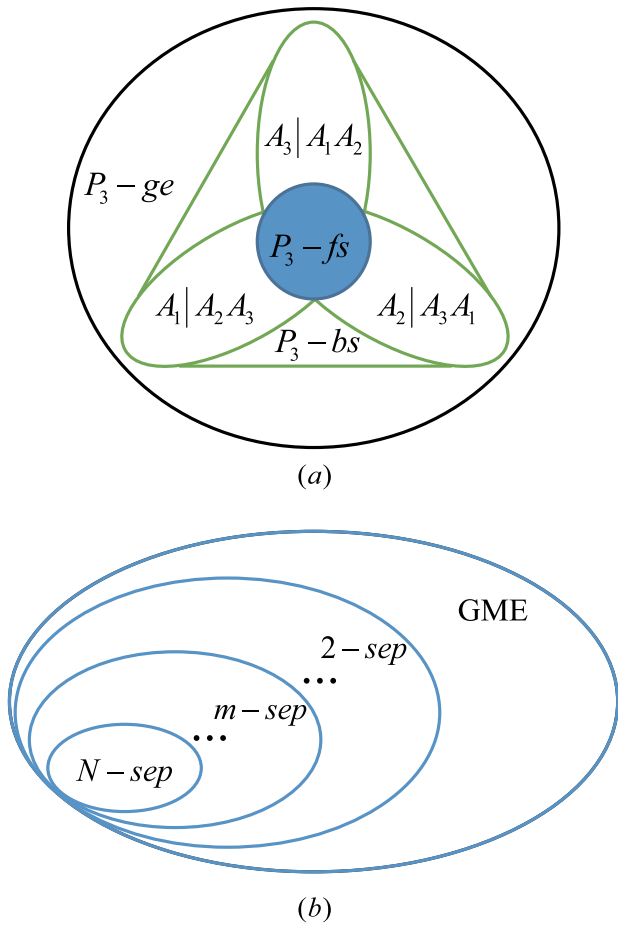 A₃|A₁A₂
P₃−ge
P₃−fs
A₁|A₂A₃
A₂|A₃A₁
P₃−bs
(a)
GME
2−sep
...
m−sep
...
N−sep
(b)